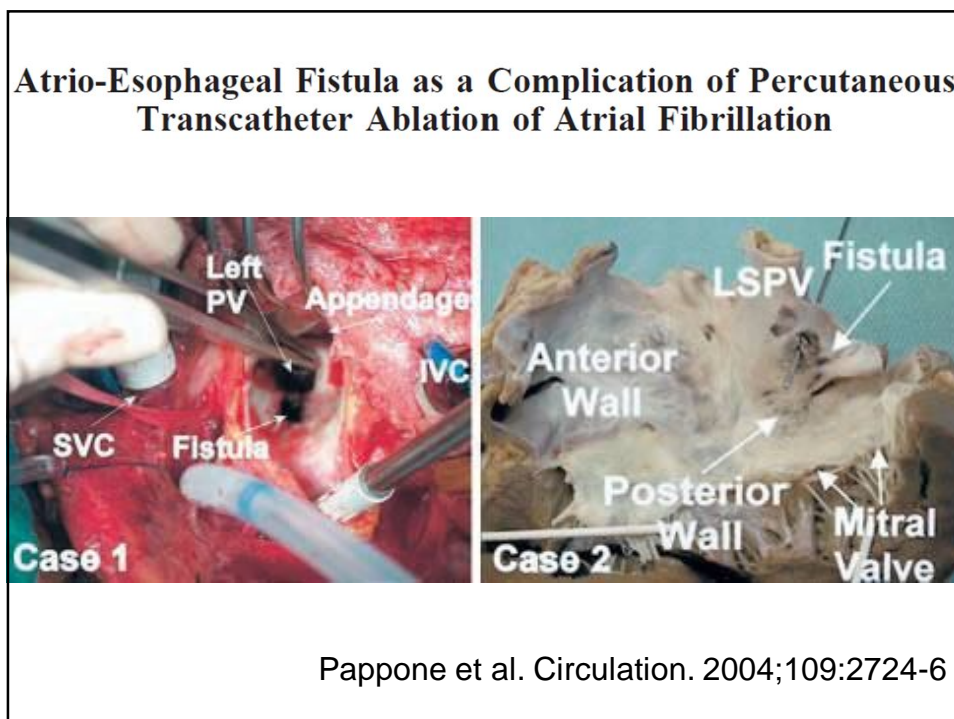 Atrio-Esophageal Fistula as a Complication of Percutaneous
Transcatheter Ablation of Atrial Fibrillation
Left
PV
Appendage
IVC
SVC
Fistula
Case 1
LSPV
Fistula
Anterior
Wall
Posterior
Wall
Mitral
Valve
Case 2
Pappone et al. Circulation. 2004;109:2724-6